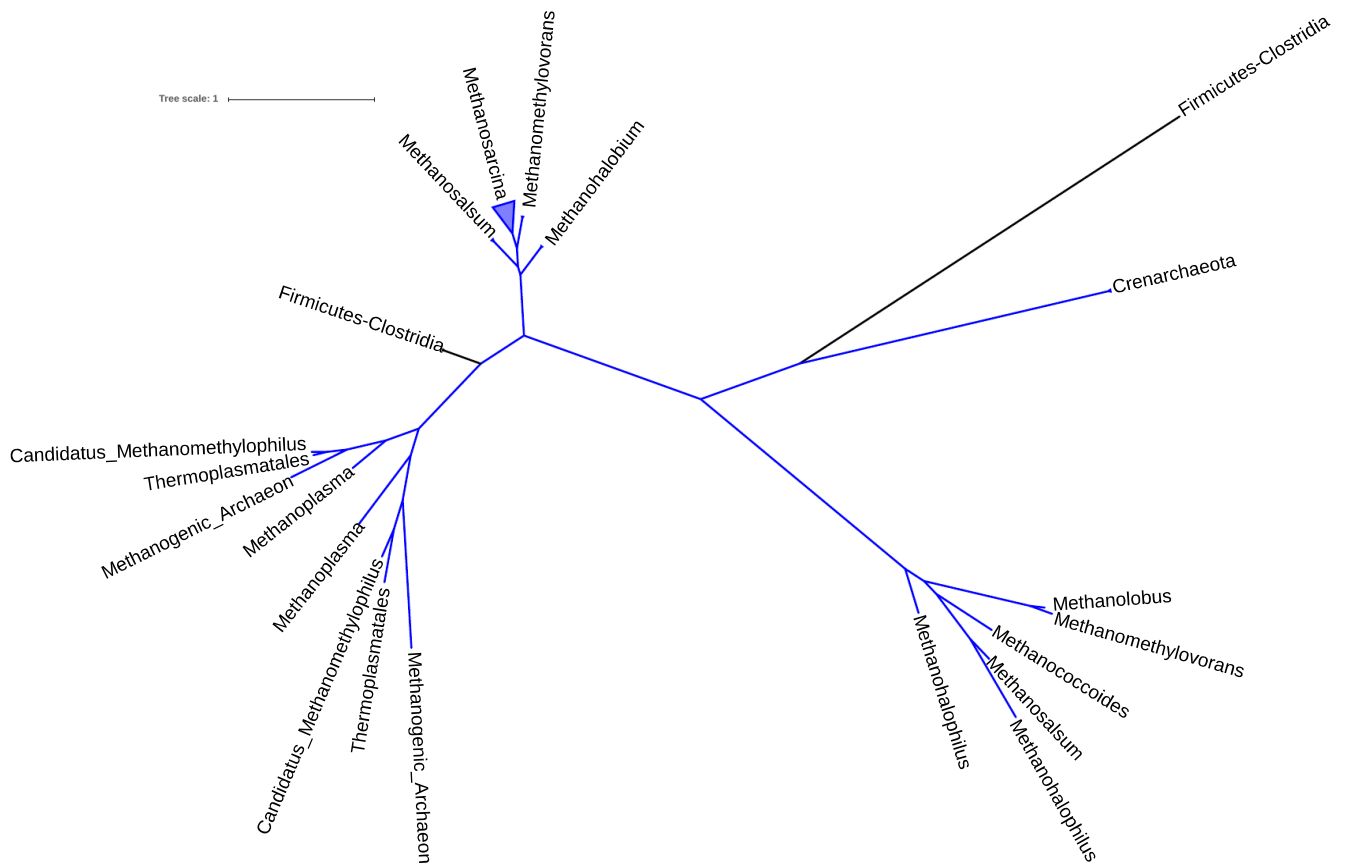 Tree scale: 1
Methanosalsum
Methanosarcina
Methanomethylovorans
Methanohalobium
Firmicutes-Clostridia
Crenarchaeota
Firmicutes-Clostridia
Candidatus_Methanomethylophilus
Thermoplasmatales
Methanogenic_Archaeon
Methanoplasma
Methanoplasma
Candidatus_Methanomethylophilus
Thermoplasmatales
Methanogenic_Archaeon
Methanolobus
Methanomethylovorans
Methanococcoides
Methanosalsum
Methanohalophilus
Methanohalophilus